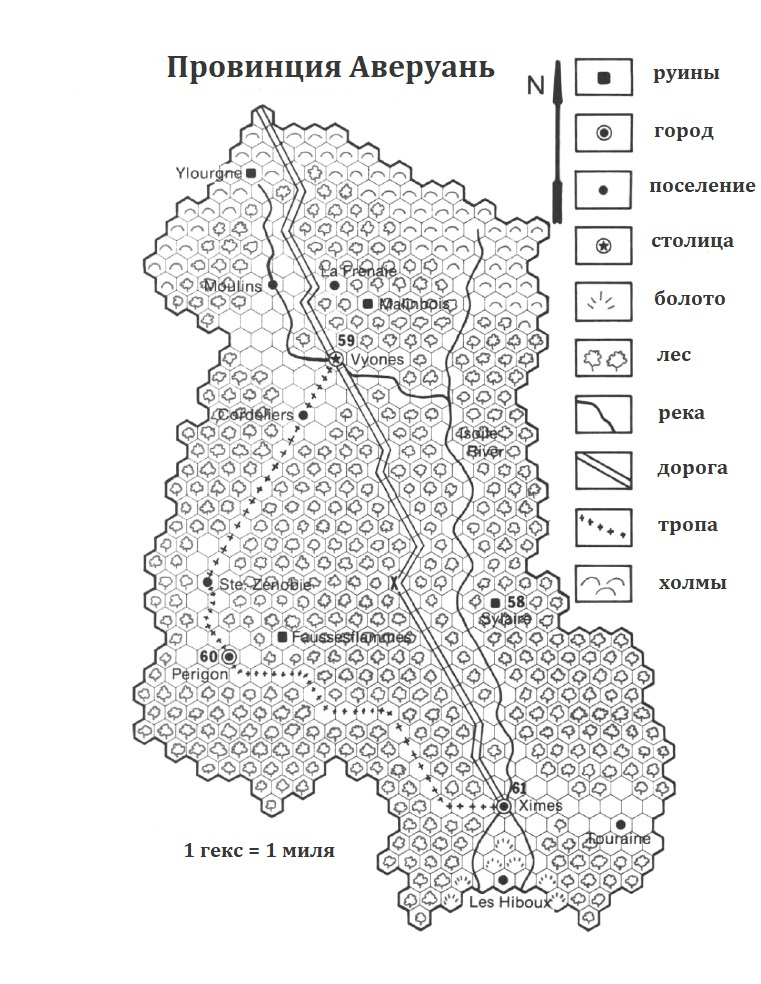 Провинция Аверуань
N
руины
город
поселение
столица
болото
лес
река
дорога
тропа
холмы
Ylourgne
Moulins
La Frenaie
Malinbois
59
Vyones
Cordeliers
Isoile
River
Ste. Zenobie
58
Sylaire
Faussesflammes
60
Perigon
61
Ximes
Touraine
Les Hiboux
1 гекс = 1 миля